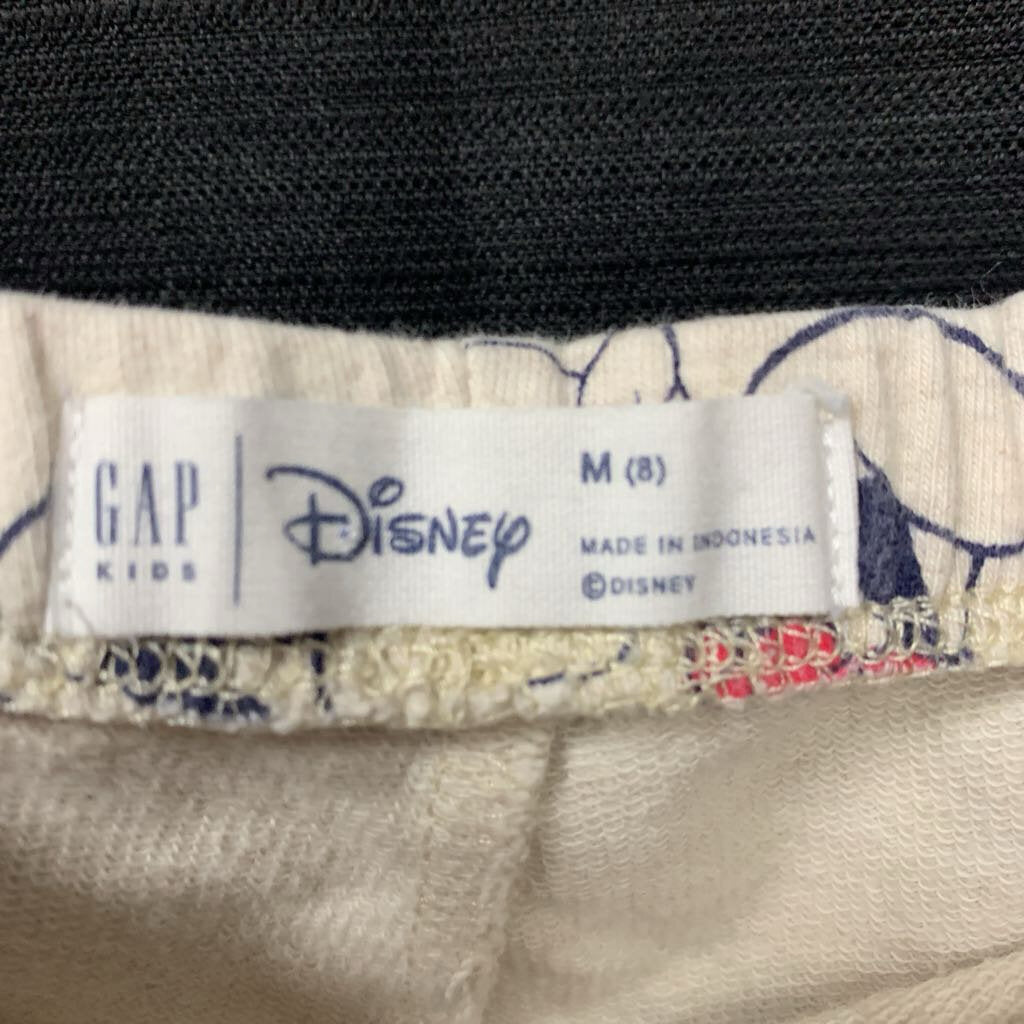 GAP
KIDS
Disney
M (8)
MADE IN INDONESIA
©DISNEY